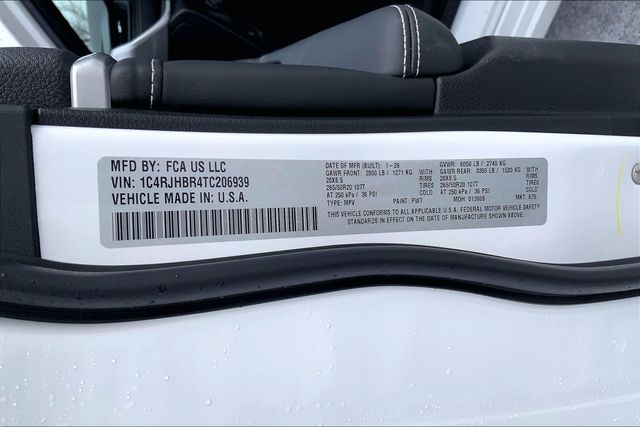 MFD BY: FCA US LLC
VIN: 1C4RJHBR4TC206939
VEHICLE MADE IN: U.S.A.
DATE OF MFR (BUILT): 1-26 GVWR: 6050 LB / 2745 KG
GAWR FRONT: 2800 LB / 1271 KG WITH GAWR REAR: 3350 LB / 1520 KG WITH
20X8.5 RIMS 20X8.5 RIMS
265/50R20 107T TIRES 265/50R20 107T TIRES
AT 250 kPa / 36 PSI COLD AT 250 kPa / 36 PSI COLD
TYPE: MPV PAINT: PW7 MDH: 013609 MKT: 875
THIS VEHICLE CONFORMS TO ALL APPLICABLE U.S.A. FEDERAL MOTOR VEHICLE SAFETY
STANDARDS IN EFFECT ON THE DATE OF MANUFACTURE SHOWN ABOVE.